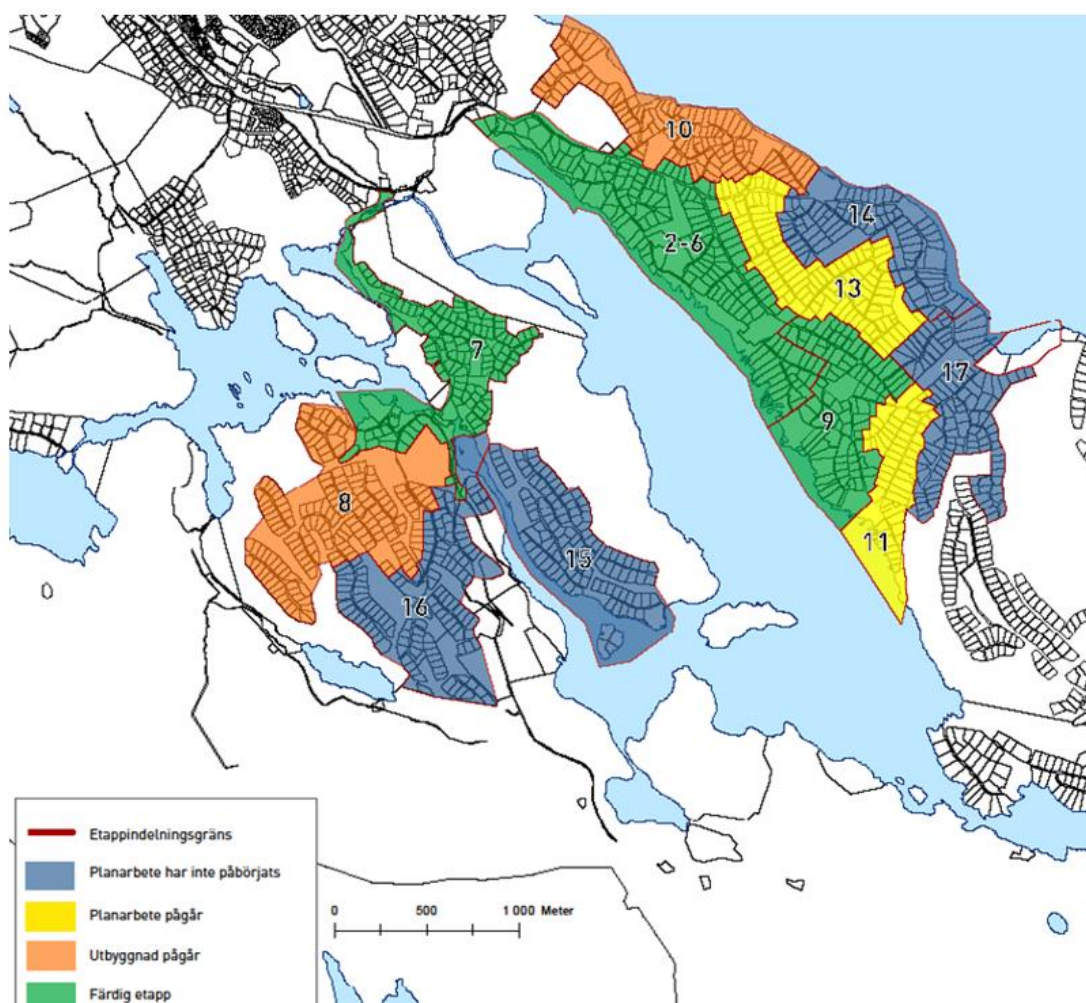 10
14
2-6
13
7
17
9
8
11
15
16
Etappindelningsgräns
Planarbete har inte påbörjats
Planarbete pågår
Utbyggnad pågår
Färdig etapp
0 500 1 000 Meter